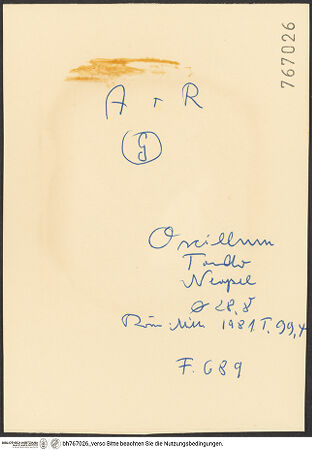 767026
A + R
G
Oscillum
Tondo
Neapel
ø 28,8
Röm. Mitt. 1981 T. 99,4
F. 689
bh767026, verso Bitte beachten Sie die Nutzungsbedingungen.